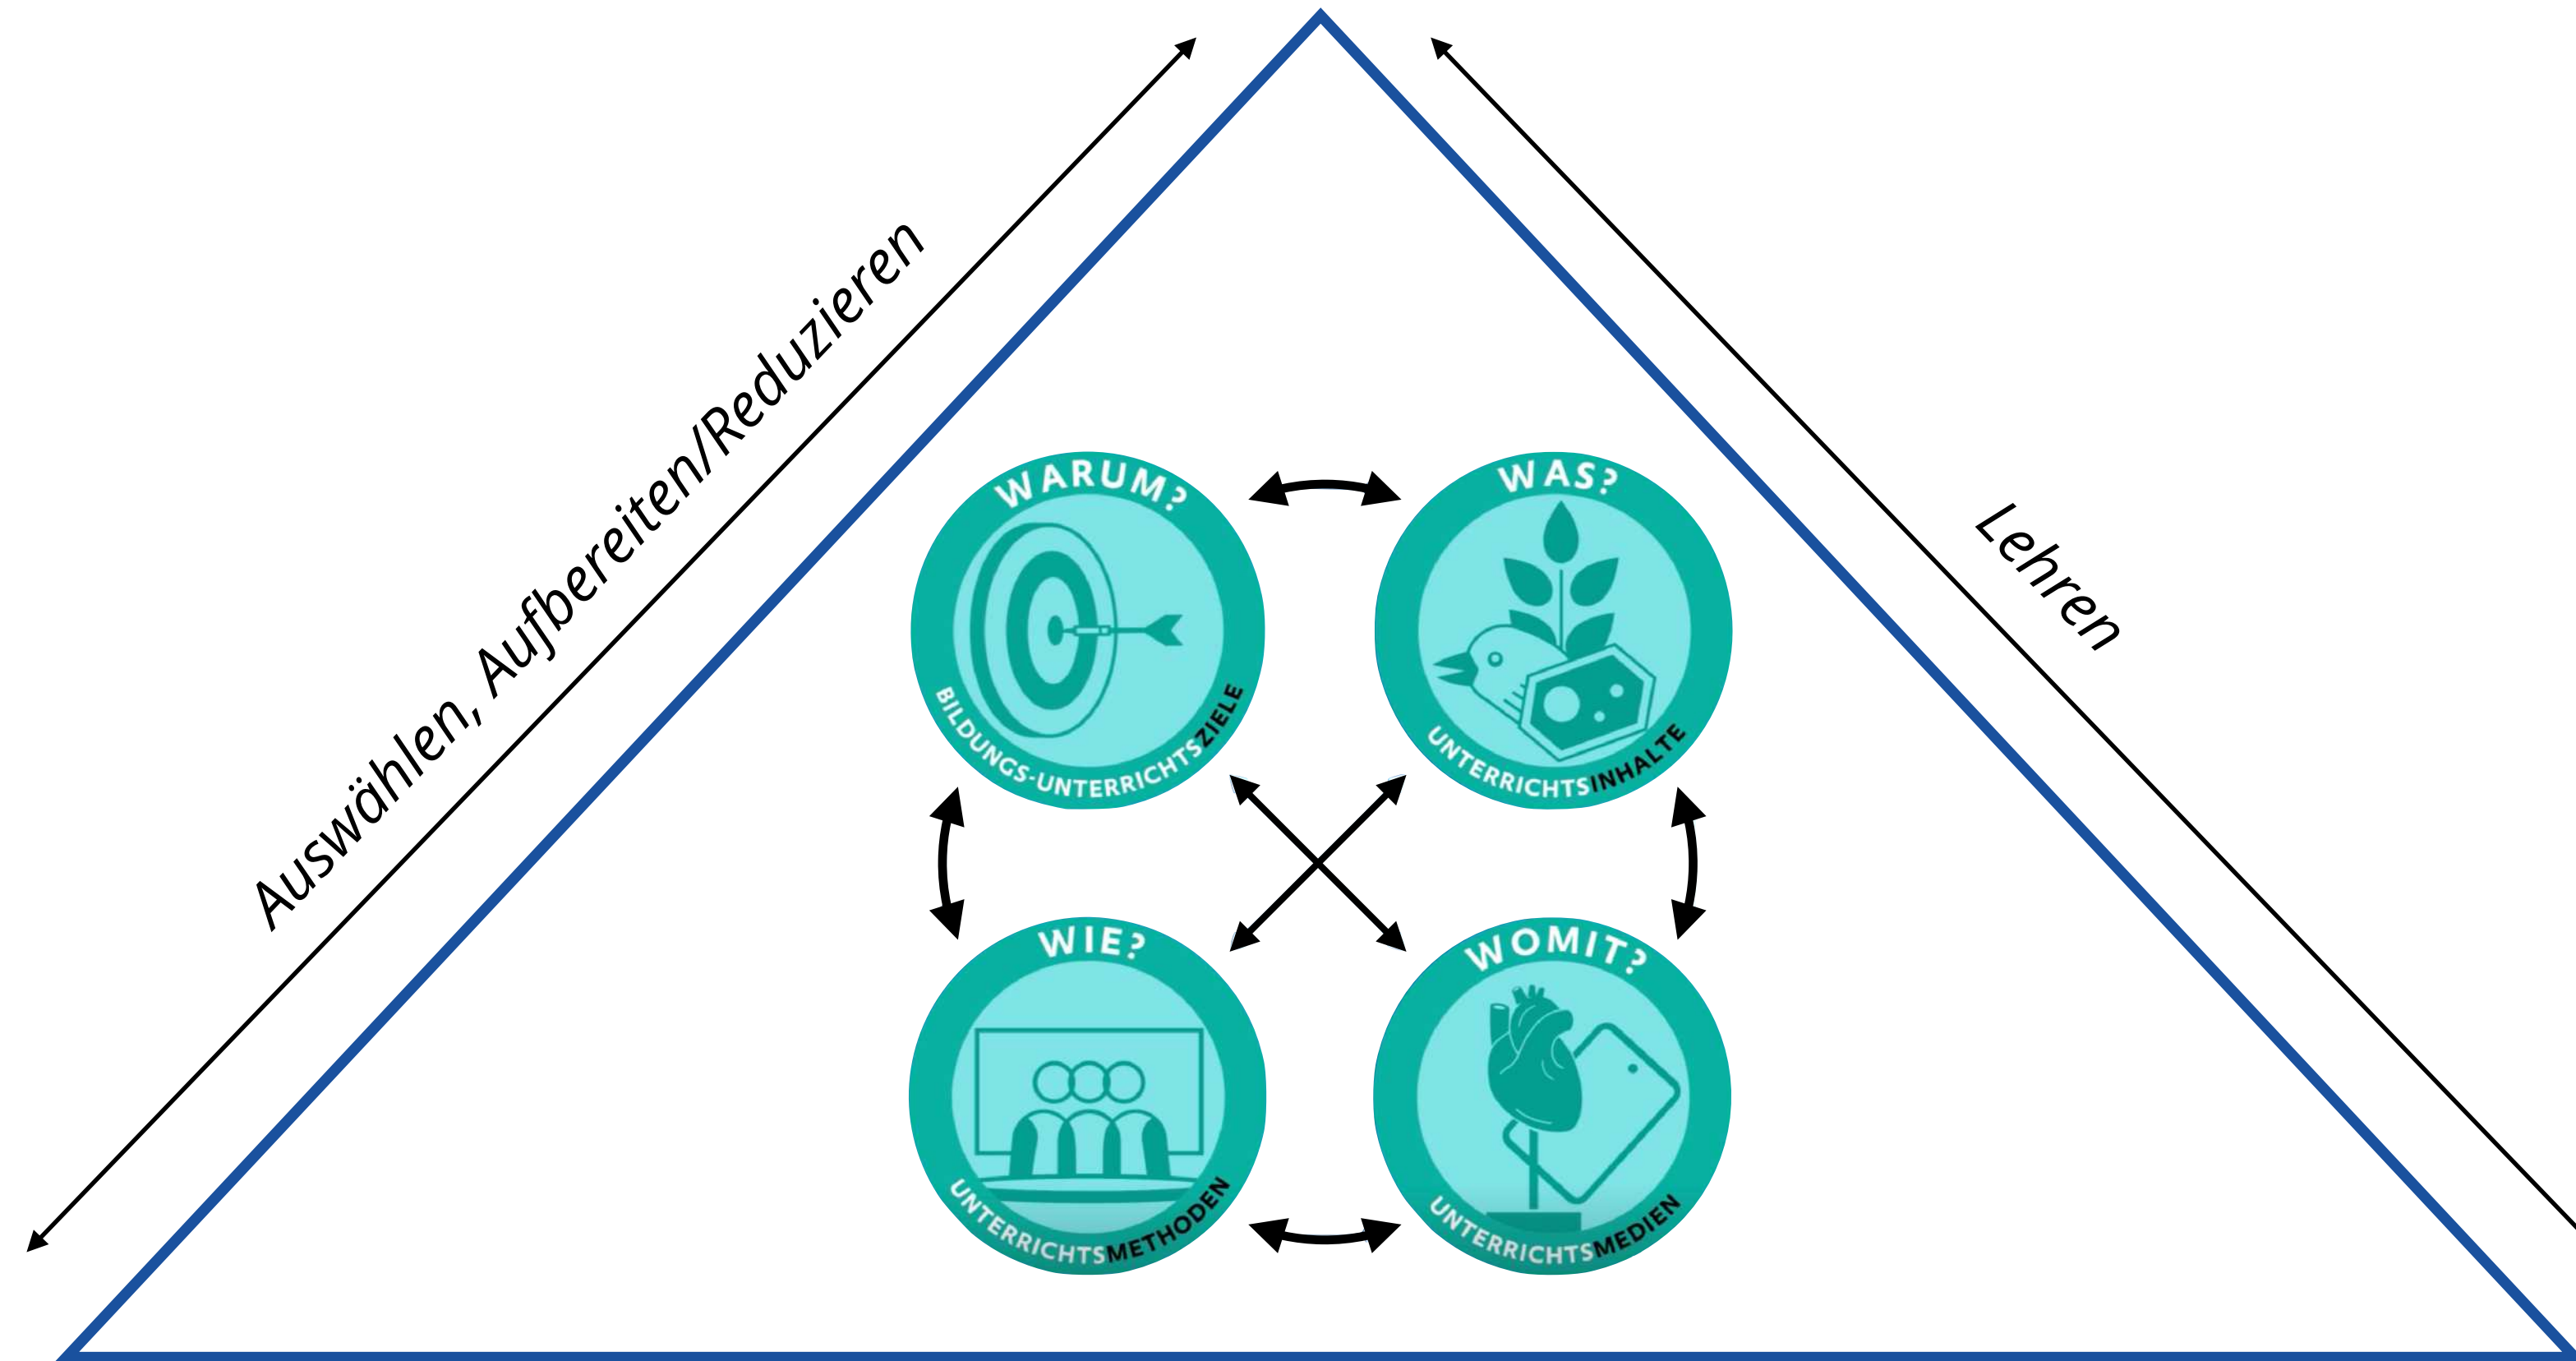 Auswählen, Aufbereiten/Reduzieren
Lehren
WARUM?
BILDUNGS-UNTERRICHTSZIELE
WAS?
UNTERRICHTSINHALTE
WIE?
UNTERRICHTSMETHODEN
WOMIT?
UNTERRICHTSMEDIEN